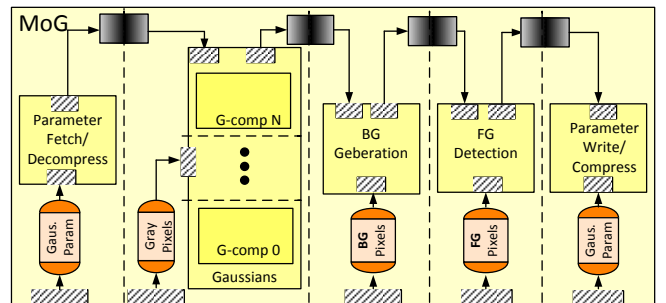 MoG
Parameter
Fetch/
Decompress
Gaus.
Param
Gray
Pixels
G-comp N
G-comp 0
Gaussians
BG
Geberation
BG
Pixels
FG
Detection
FG
Pixels
Parameter
Write/
Compress
Gaus.
Param